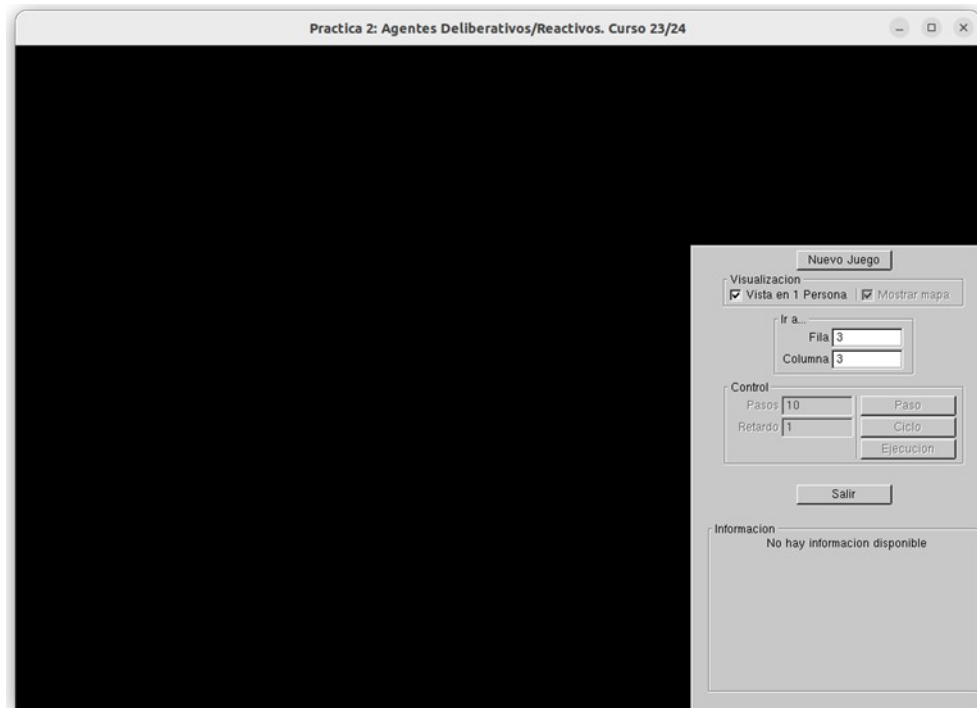 Practica 2: Agentes Deliberativos/Reactivos. Curso 23/24
Nuevo Juego
Visualizacion
Vista en 1 Persona Mostrar mapa
Ir a...
Fila 3
Columna 3
Control
Pasos 10 Paso
Retardo 1 Ciclo
Ejecucion
Salir
Informacion
No hay informacion disponible